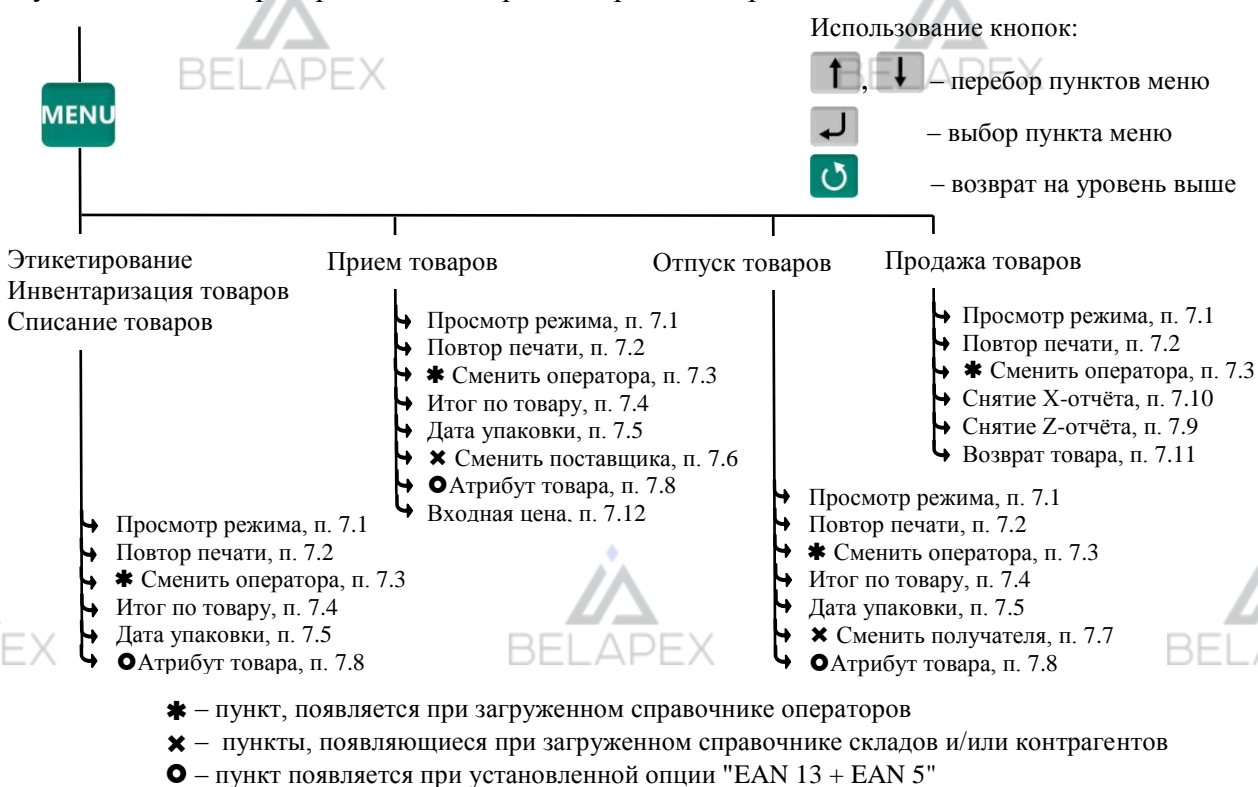 BELAPEX
Использование кнопок:
, – перебор пунктов меню
– выбор пункта меню
– возврат на уровень выше
MENU
Этикетирование
Инвентаризация товаров
Списание товаров
Просмотр режима, п. 7.1
Повтор печати, п. 7.2
✱ Сменить оператора, п. 7.3
Итог по товару, п. 7.4
Дата упаковки, п. 7.5
Атрибут товара, п. 7.8
Прием товаров
Просмотр режима, п. 7.1
Повтор печати, п. 7.2
✱ Сменить оператора, п. 7.3
Итог по товару, п. 7.4
Дата упаковки, п. 7.5
✖ Сменить поставщика, п. 7.6
Атрибут товара, п. 7.8
Входная цена, п. 7.12
Отпуск товаров
Просмотр режима, п. 7.1
Повтор печати, п. 7.2
✱ Сменить оператора, п. 7.3
Итог по товару, п. 7.4
Дата упаковки, п. 7.5
✖ Сменить получателя, п. 7.7
Атрибут товара, п. 7.8
Продажа товаров
Просмотр режима, п. 7.1
Повтор печати, п. 7.2
✱ Сменить оператора, п. 7.3
Снятие X-отчёта, п. 7.10
Снятие Z-отчёта, п. 7.9
Возврат товара, п. 7.11
BELAPEX
✱ – пункт, появляется при загруженном справочнике операторов
✖ – пункты, появляющиеся при загруженном справочнике складов и/или контрагентов
– пункт появляется при установленной опции "EAN 13 + EAN 5"